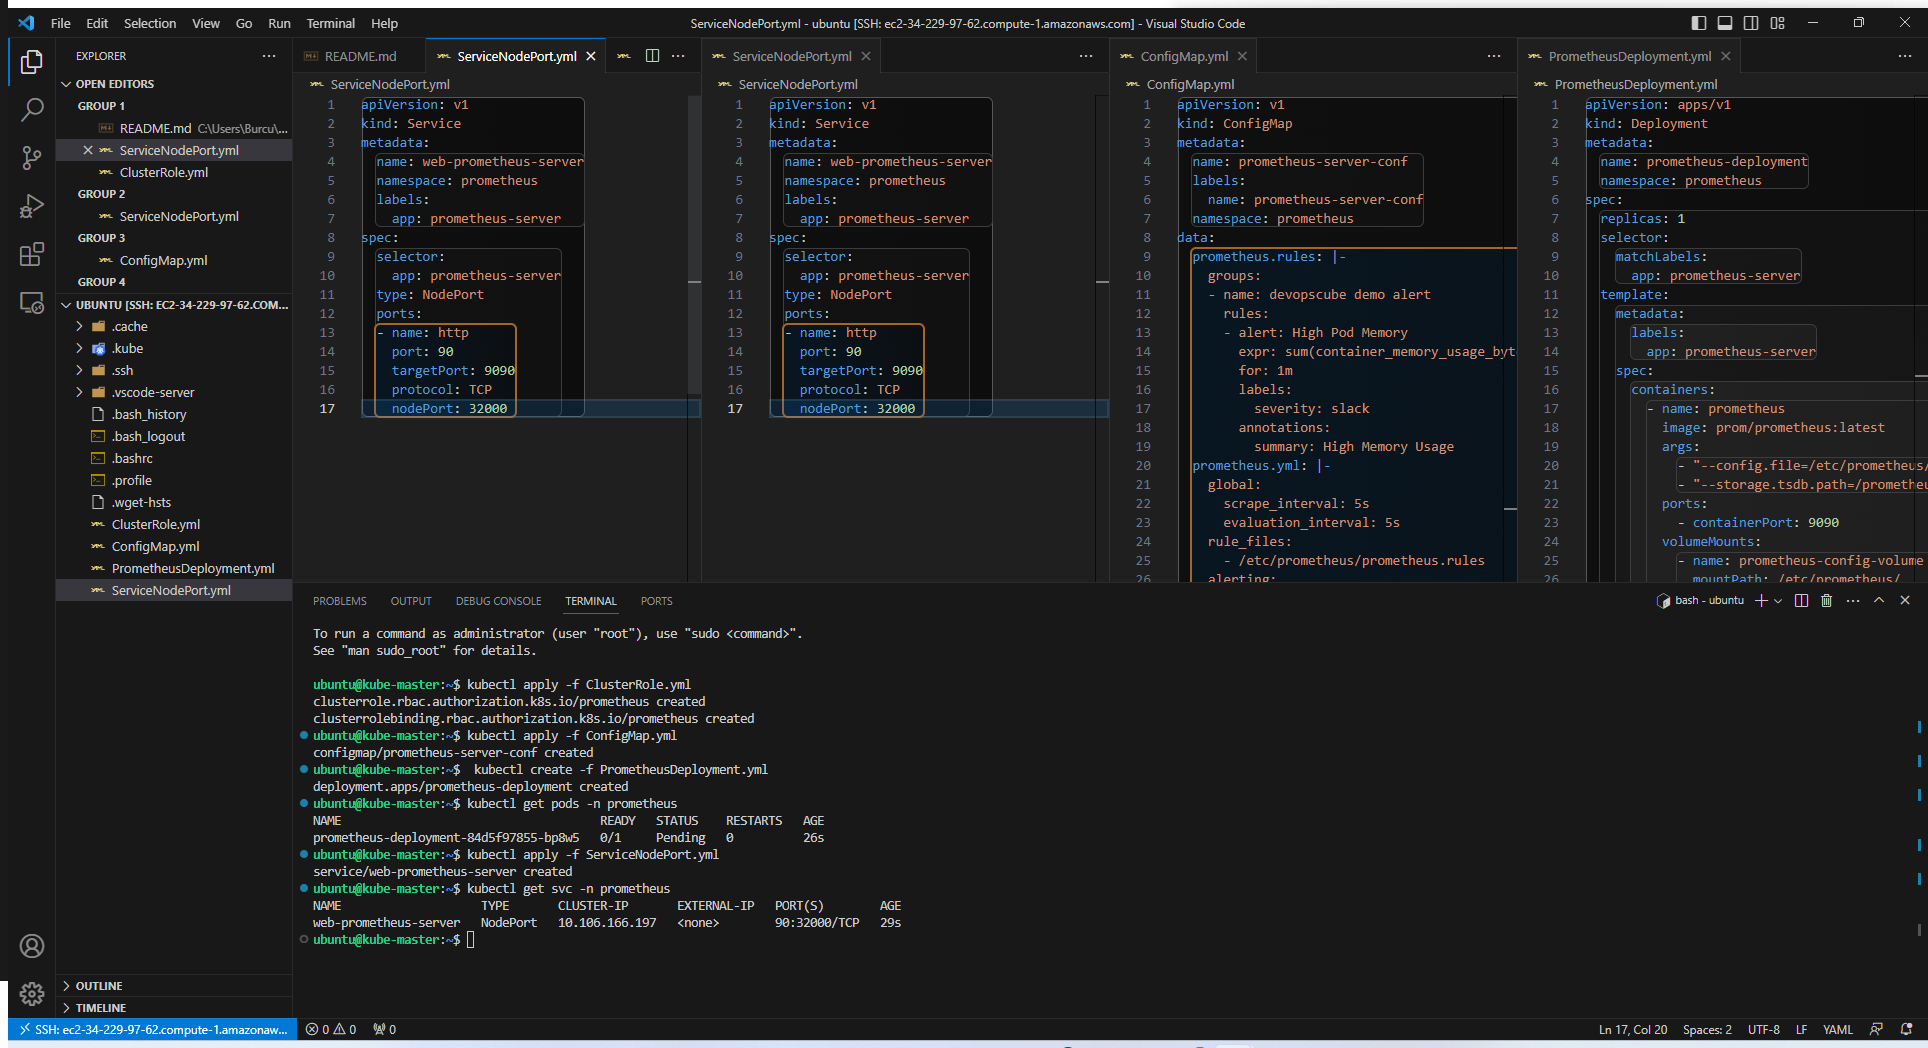 File Edit Selection View Go Run Terminal Help
ServiceNodePort.yml - ubuntu [SSH: ec2-34-229-97-62.compute-1.amazonaws.com] - Visual Studio Code
EXPLORER
OPEN EDITORS
GROUP 1
README.md C:\Users\Burcu\...
ServiceNodePort.yml
ClusterRole.yml
GROUP 2
ServiceNodePort.yml
GROUP 3
ConfigMap.yml
GROUP 4
UBUNTU [SSH: EC2-34-229-97-62.COM...
.cache
.kube
.ssh
.vscode-server
.bash_history
.bash_logout
.bashrc
.profile
.wget-hsts
ClusterRole.yml
ConfigMap.yml
PrometheusDeployment.yml
ServiceNodePort.yml
OUTLINE
TIMELINE
README.md ServiceNodePort.yml
ServiceNodePort.yml
1 apiVersion: v1
2 kind: Service
3 metadata:
4 name: web-prometheus-server
5 namespace: prometheus
6 labels:
7 app: prometheus-server
8 spec:
9 selector:
10 app: prometheus-server
11 type: NodePort
12 ports:
13 - name: http
14 port: 90
15 targetPort: 9090
16 protocol: TCP
17 nodePort: 32000
ServiceNodePort.yml
ServiceNodePort.yml
1 apiVersion: v1
2 kind: Service
3 metadata:
4 name: web-prometheus-server
5 namespace: prometheus
6 labels:
7 app: prometheus-server
8 spec:
9 selector:
10 app: prometheus-server
11 type: NodePort
12 ports:
13 - name: http
14 port: 90
15 targetPort: 9090
16 protocol: TCP
17 nodePort: 32000
ConfigMap.yml
ConfigMap.yml
1 apiVersion: v1
2 kind: ConfigMap
3 metadata:
4 name: prometheus-server-conf
5 labels:
6 name: prometheus-server-conf
7 namespace: prometheus
8 data:
9 prometheus.rules: |-
10 groups:
11 - name: devopscube demo alert
12 rules:
13 - alert: High Pod Memory
14 expr: sum(container_memory_usage_byt
15 for: 1m
16 labels:
17 severity: slack
18 annotations:
19 summary: High Memory Usage
20 prometheus.yml: |-
21 global:
22 scrape_interval: 5s
23 evaluation_interval: 5s
24 rule_files:
25 - /etc/prometheus/prometheus.rules
26 alerting:
PrometheusDeployment.yml
PrometheusDeployment.yml
1 apiVersion: apps/v1
2 kind: Deployment
3 metadata:
4 name: prometheus-deployment
5 namespace: prometheus
6 spec:
7 replicas: 1
8 selector:
9 matchLabels:
10 app: prometheus-server
11 template:
12 metadata:
13 labels:
14 app: prometheus-server
15 spec:
16 containers:
17 - name: prometheus
18 image: prom/prometheus:latest
19 args:
20 - "--config.file=/etc/prometheus/
21 - "--storage.tsdb.path=/prometheu
22 ports:
23 - containerPort: 9090
24 volumeMounts:
25 - name: prometheus-config-volume
26 mountPath: /etc/prometheus/
PROBLEMS OUTPUT DEBUG CONSOLE TERMINAL PORTS
bash - ubuntu
To run a command as administrator (user "root"), use "sudo <command>".
See "man sudo_root" for details.
ubuntu@kube-master:~$ kubectl apply -f ClusterRole.yml
clusterrole.rbac.authorization.k8s.io/prometheus created
clusterrolebinding.rbac.authorization.k8s.io/prometheus created
ubuntu@kube-master:~$ kubectl apply -f ConfigMap.yml
configmap/prometheus-server-conf created
ubuntu@kube-master:~$ kubectl create -f PrometheusDeployment.yml
deployment.apps/prometheus-deployment created
ubuntu@kube-master:~$ kubectl get pods -n prometheus
NAME READY STATUS RESTARTS AGE
prometheus-deployment-84d5f97855-bp8w5 0/1 Pending 0 26s
ubuntu@kube-master:~$ kubectl apply -f ServiceNodePort.yml
service/web-prometheus-server created
ubuntu@kube-master:~$ kubectl get svc -n prometheus
NAME TYPE CLUSTER-IP EXTERNAL-IP PORT(S) AGE
web-prometheus-server NodePort 10.106.166.197 <none> 90:32000/TCP 29s
ubuntu@kube-master:~$
SSH: ec2-34-229-97-62.compute-1.amazonaw... 0 0 0
Ln 17, Col 20 Spaces: 2 UTF-8 LF YAML